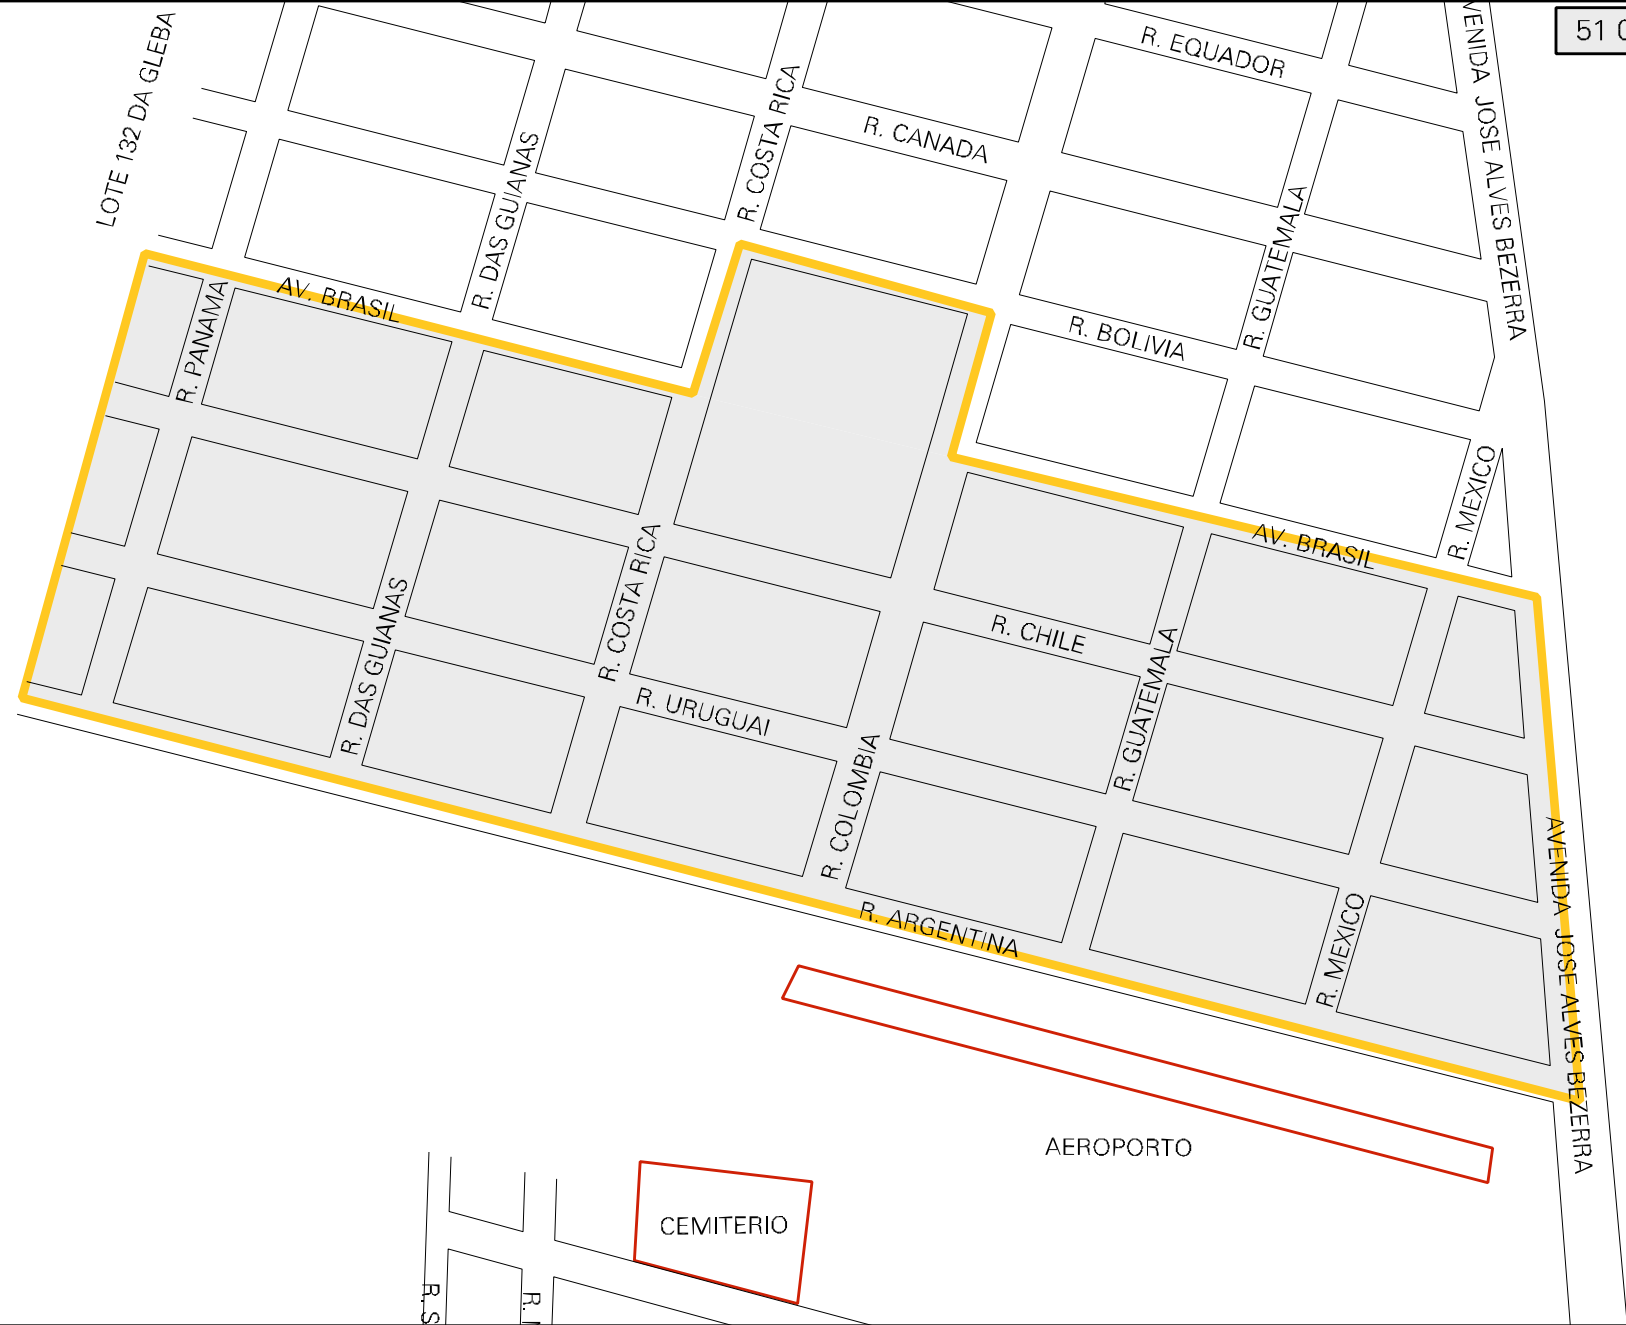 LOTE 132 DA GLEBA
R. EQUADOR
AVENIDA JOSE ALVES BEZERRA
51 0
R. COSTA RICA
R. CANADA
R. DAS GUIANAS
R. GUATEMALA
AV. BRASIL
R. PANAMA
R. BOLIVIA
R. MEXICO
AV. BRASIL
R. COSTA RICA
R. DAS GUIANAS
R. CHILE
R. GUATEMALA
R. URUGUAI
R. COLOMBIA
AVENIDA JOSE ALVES BEZERRA
R. ARGENTINA
R. MEXICO
AEROPORTO
CEMITERIO
R. S
R.